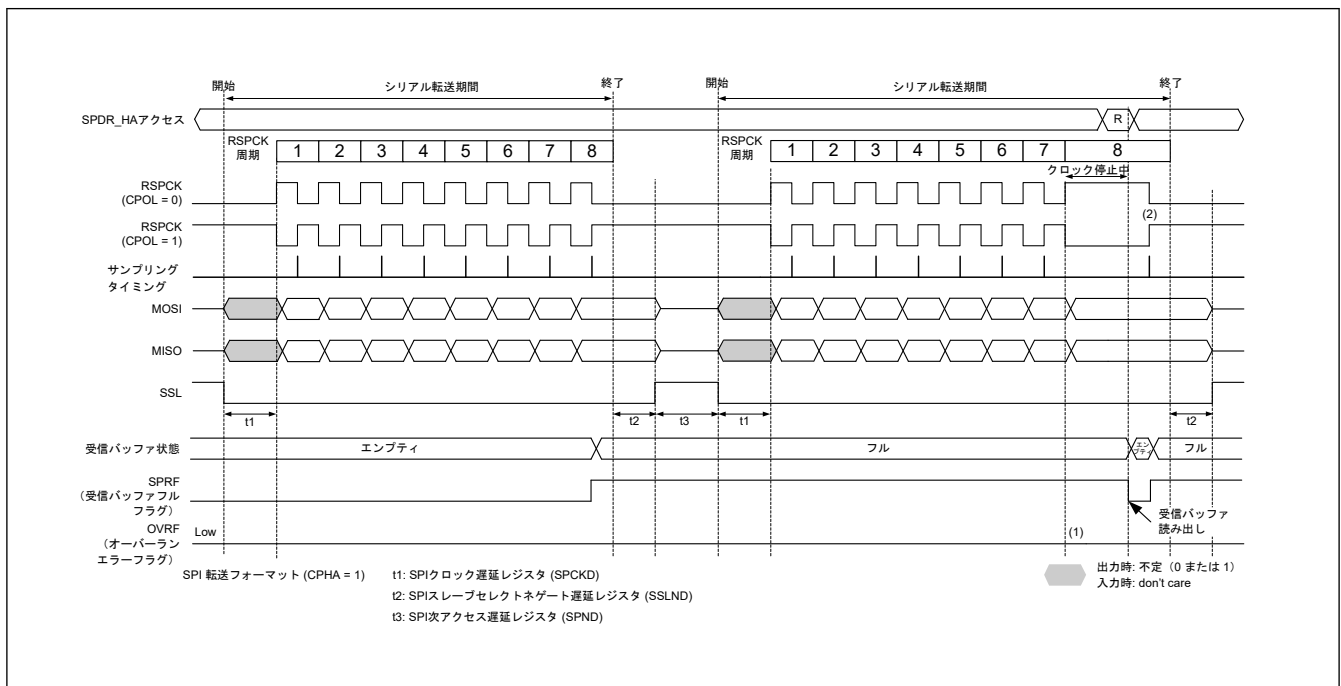 開始 シリアル転送期間 終了 開始 シリアル転送期間 終了
SPDR_HAアクセス R
RSPCK
周期
1 2 3 4 5 6 7 8
RSPCK
周期
1 2 3 4 5 6 7 8
クロック停止中
RSPCK
(CPOL = 0)
(2)
RSPCK
(CPOL = 1)
サンプリング
タイミング
MOSI
MISO
SSL
t1 t2 t3 t1 t2
受信バッファ状態 エンプティ フル エン
プティ
フル
SPRF
(受信バッファフル
フラグ)
受信バッファ
読み出し
OVRF
(オーバーラン
エラーフラグ)
Low (1)
SPI 転送フォーマット (CPHA = 1)
t1: SPIクロック遅延レジスタ (SPCKD)
t2: SPIスレーブセレクトネゲート遅延レジスタ (SSLND)
t3: SPI次アクセス遅延レジスタ (SPND)
出力時: 不定（0 または 1）
入力時: don't care